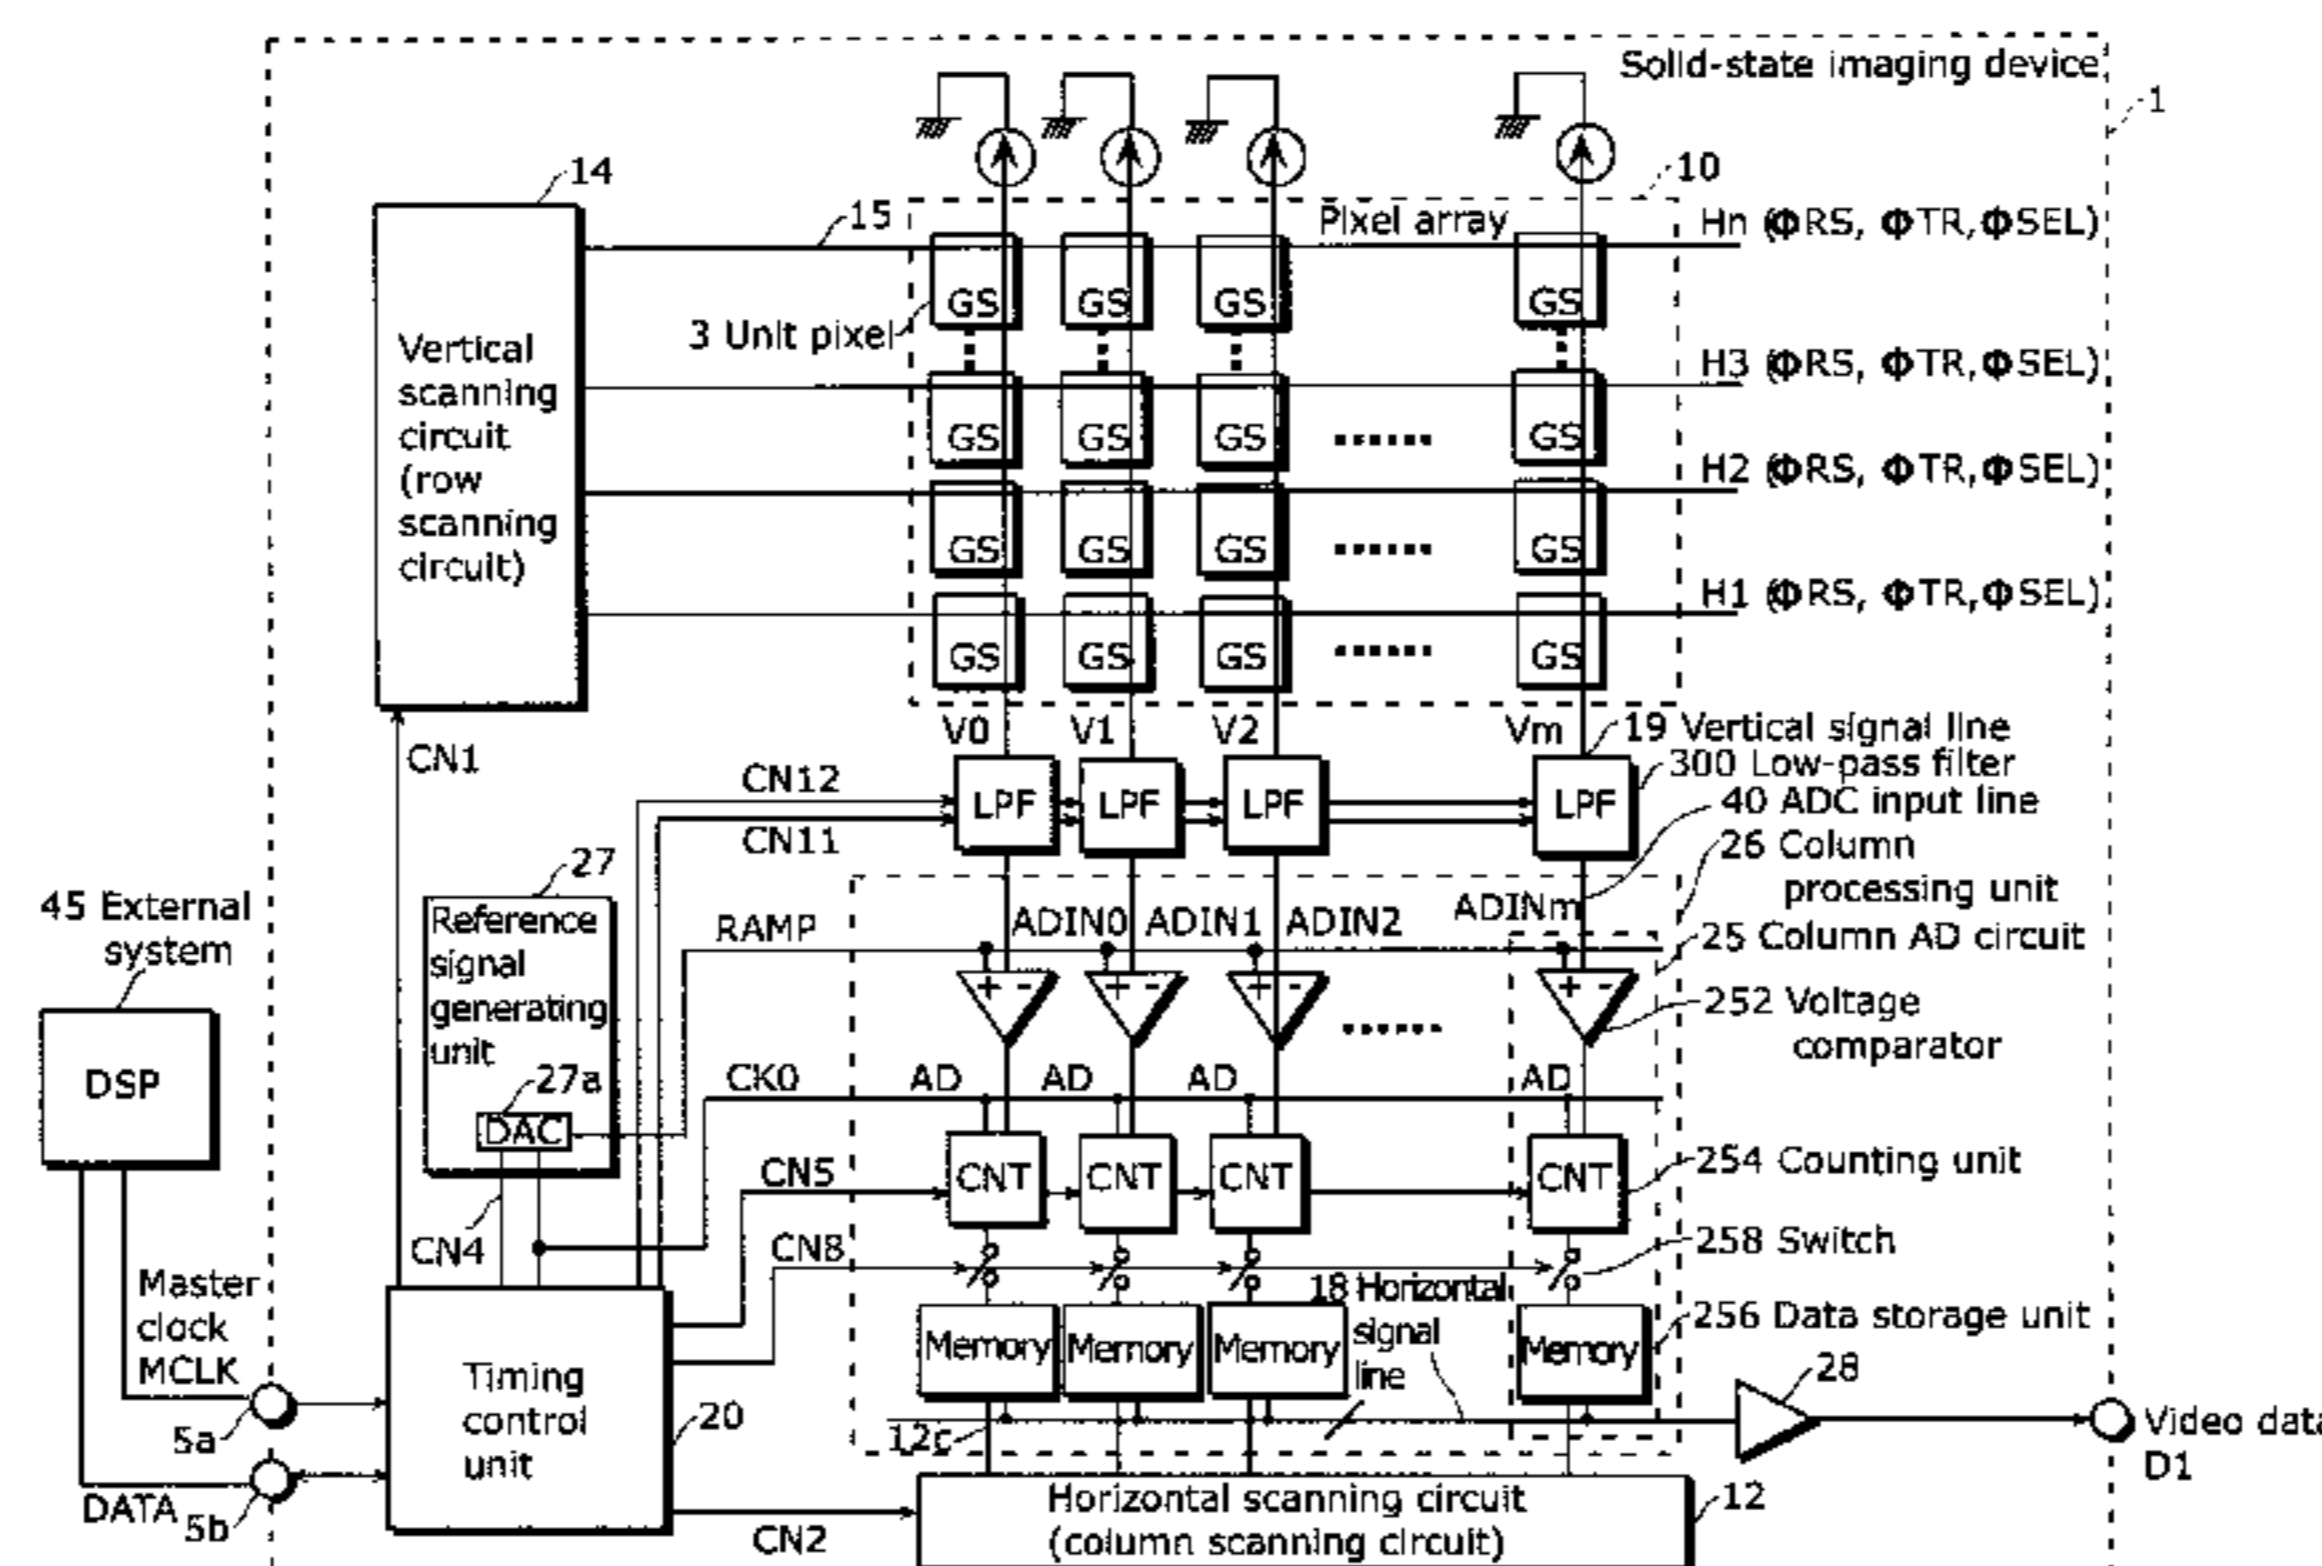 Solid-state imaging device
1
14
15
10
Pixel array
Hn (ΦRS, ΦTR,ΦSEL)
GS GS GS GS
3 Unit pixel
Vertical
scanning
circuit
(row
scanning
circuit)
H3 (ΦRS, ΦTR,ΦSEL)
GS GS GS ...... GS
H2 (ΦRS, ΦTR,ΦSEL)
GS GS GS ...... GS
H1 (ΦRS, ΦTR,ΦSEL)
GS GS GS ...... GS
V0 V1 V2 Vm
19 Vertical signal line
CN1
CN12
CN11
LPF LPF LPF LPF
300 Low-pass filter
40 ADC input line
26 Column
processing unit
27
45 External
system
Reference
signal
generating
unit
RAMP
ADIN0 ADIN1 ADIN2 ADINm
25 Column AD circuit
+ - + - + - + -
......
252 Voltage
comparator
DSP
27a
DAC
CK0
AD AD AD AD
CN5
CNT CNT CNT CNT
254 Counting unit
CN4
CN8
258 Switch
Master
clock
MCLK
18 Horizontal
signal
line
Memory Memory Memory Memory
256 Data storage unit
Timing
control
unit
20
28
5a
12c
Video data
D1
DATA
5b
CN2
Horizontal scanning circuit
(column scanning circuit)
12